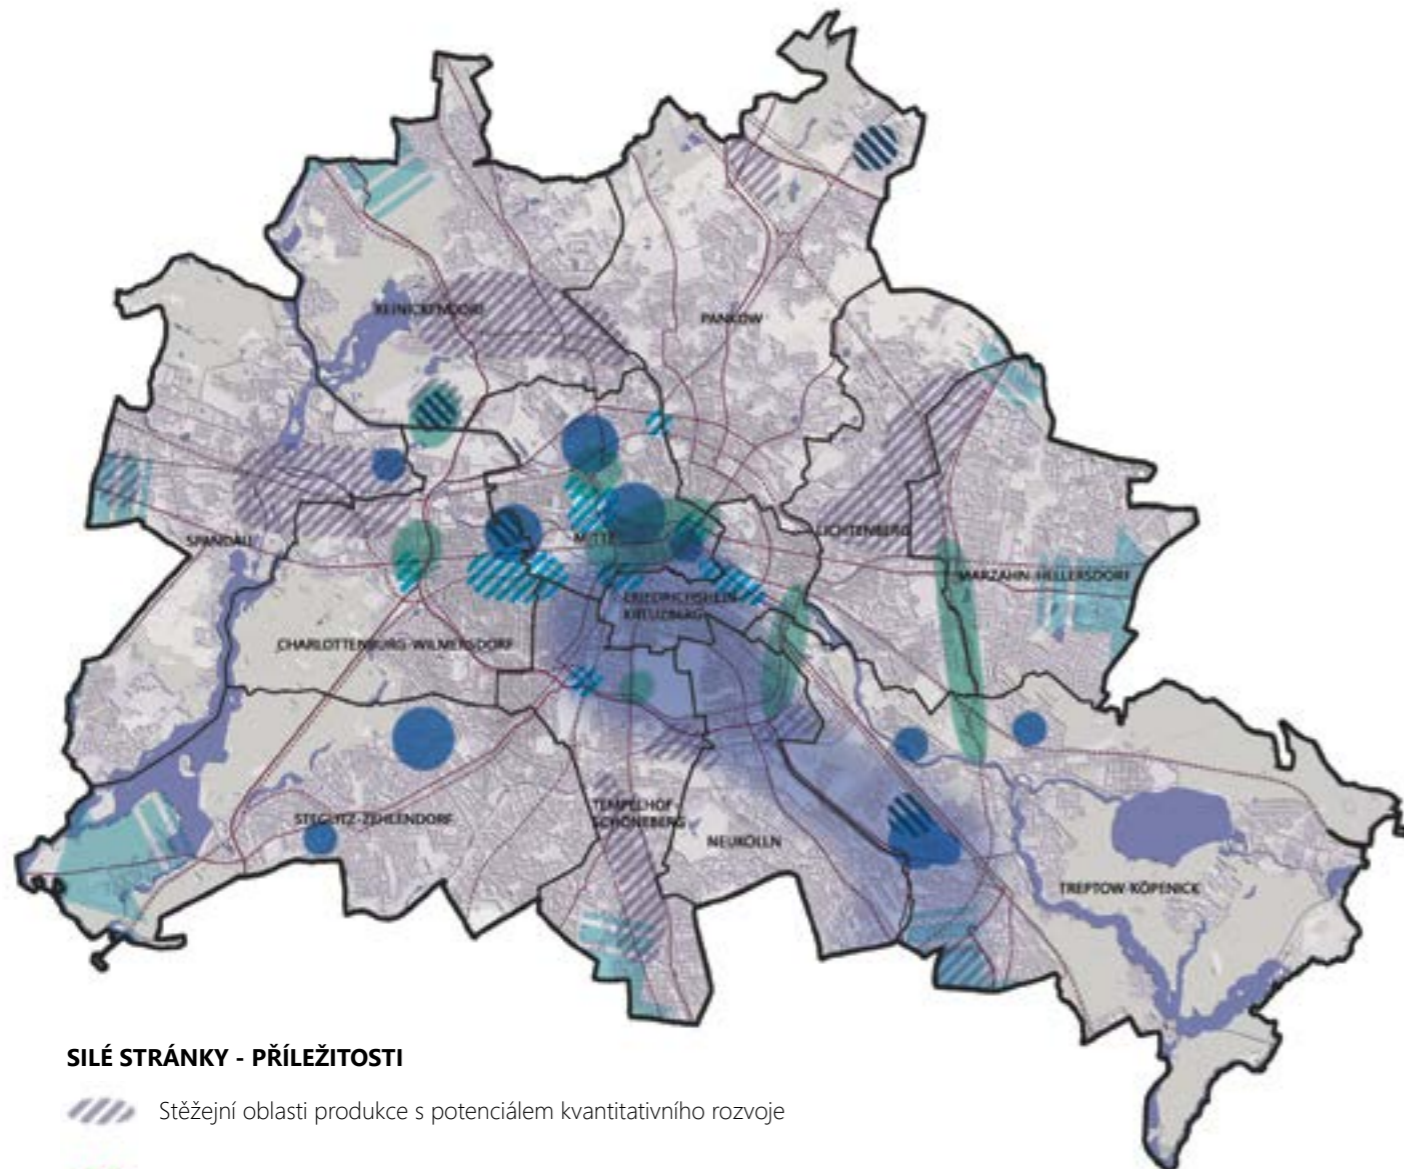 REINICKENDORF
PANKOW
SPANDAU
MITTE
LICHTENBERG
MARZAHN-HELLERSDORF
FRIEDRICHSHEIN-
KREUZBERG
CHARLOTTENBURG-WILMERSDORF
STEGLITZ-ZEHLENDORF
TEMPELHOF-
SCHÖNEBERG
NEUKÖLLN
TREPTOW-KÖPENICK
SILÉ STRÁNKY - PŘÍLEŽITOSTI
Stěžejní oblasti produkce s potenciálem kvantitativního rozvoje